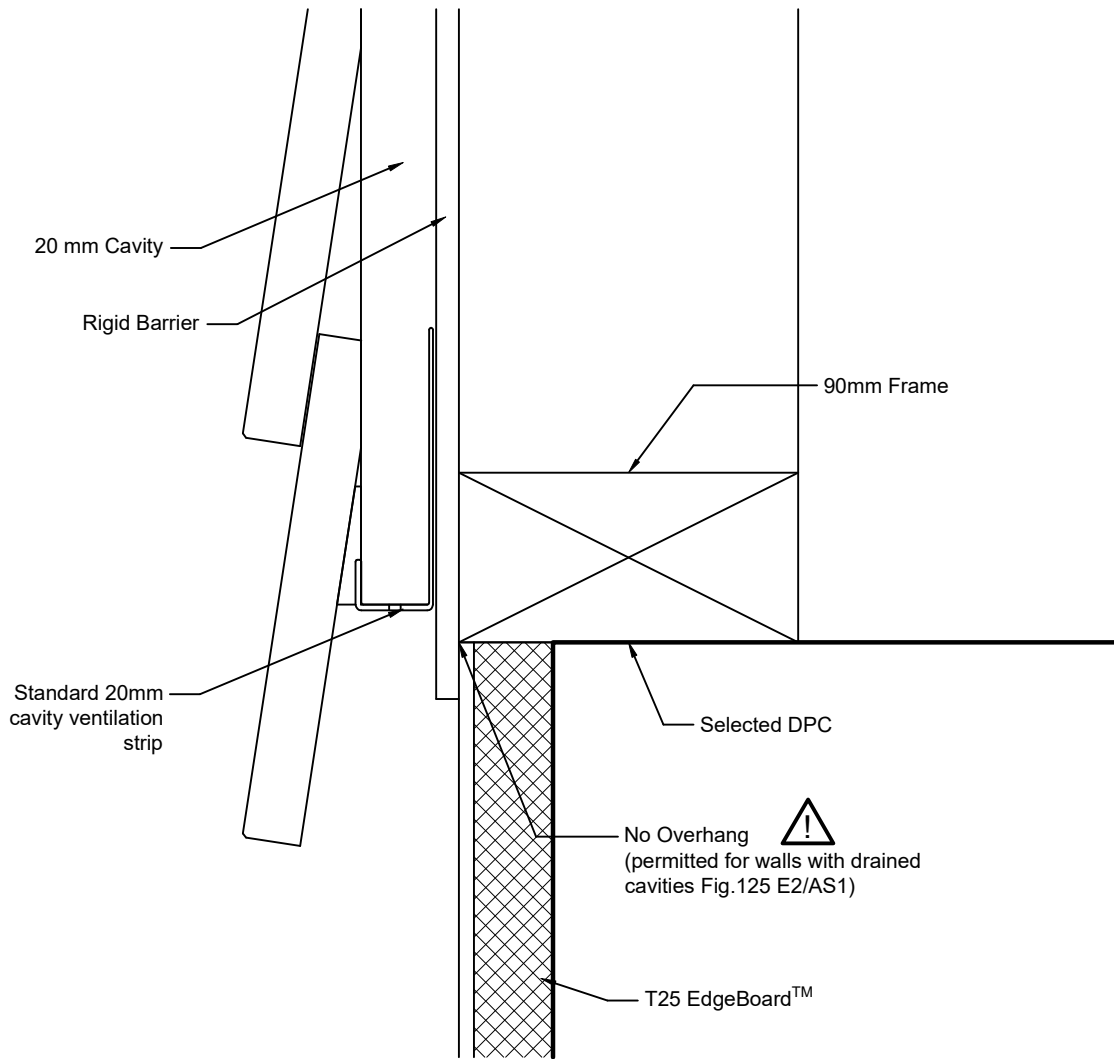 20 mm Cavity
Rigid Barrier
90mm Frame
Standard 20mm
cavity ventilation
strip
Selected DPC
No Overhang
!
(permitted for walls with drained
cavities Fig.125 E2/AS1)
T25 EdgeBoard™